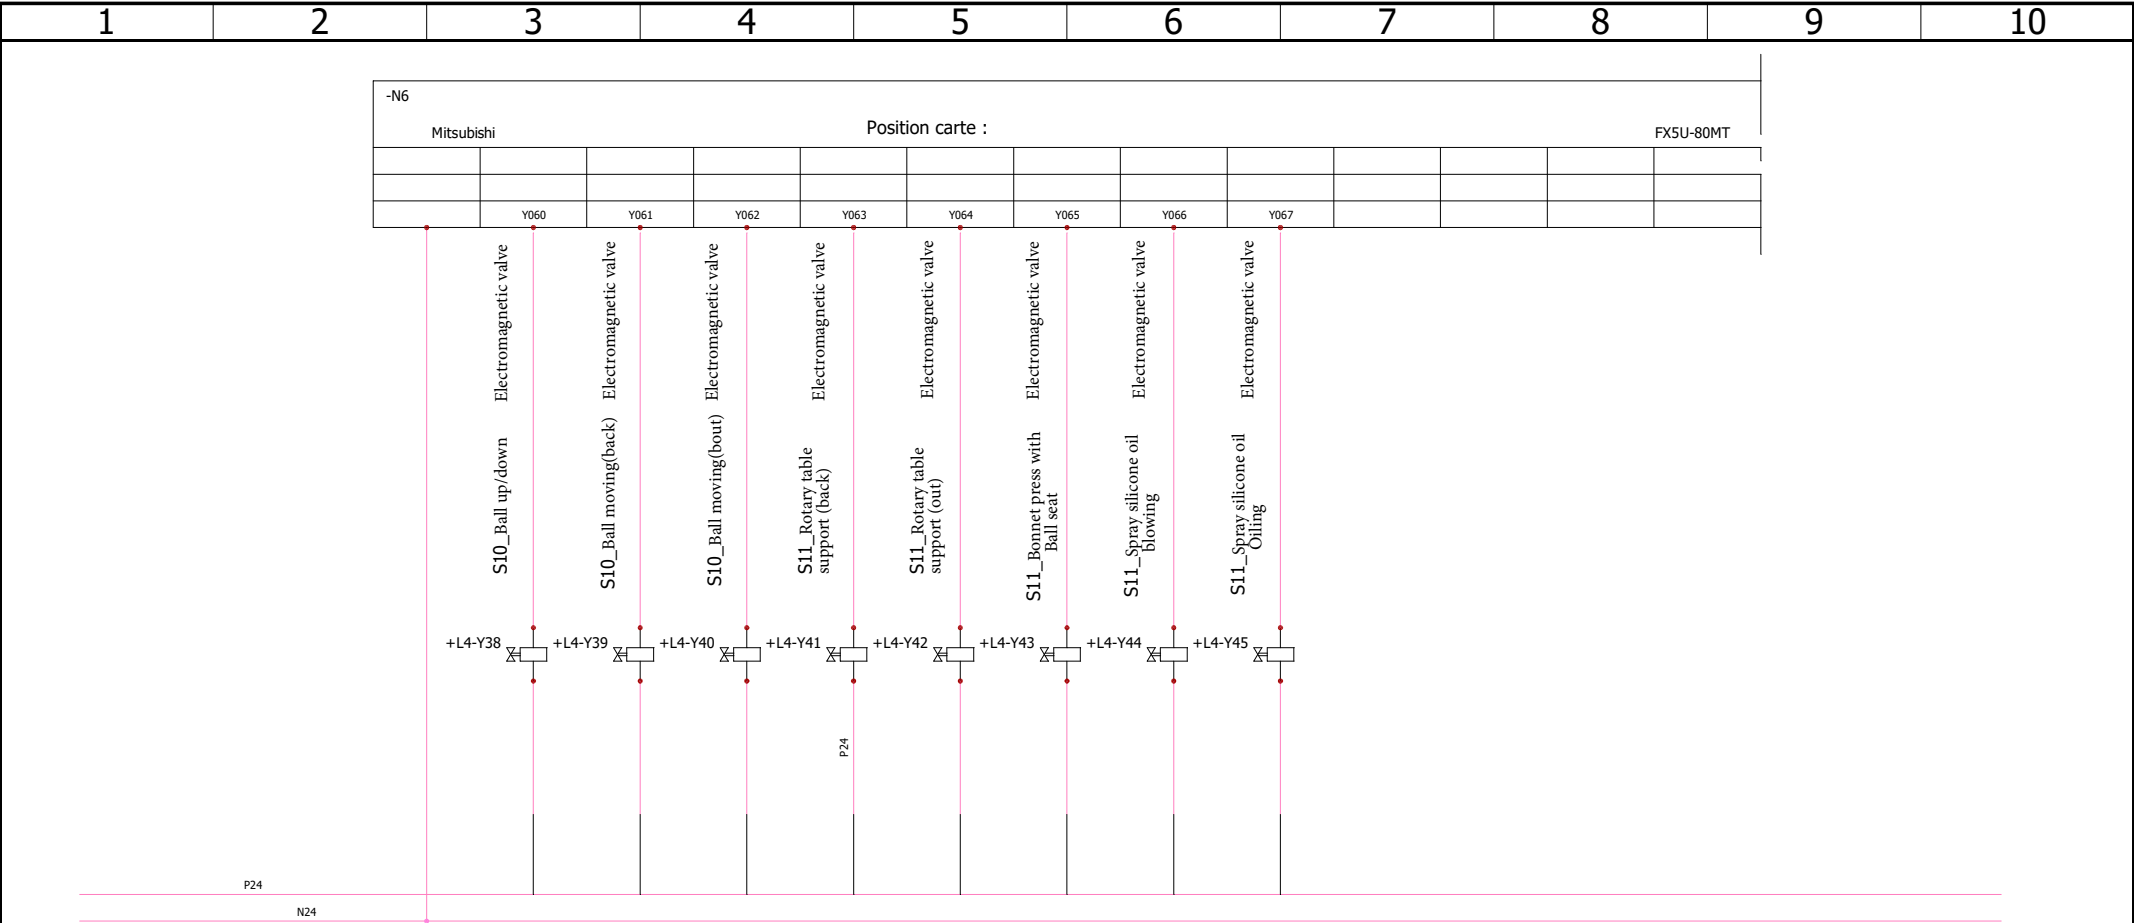 1 2 3 4 5 6 7 8 9 10
-N6
Mitsubishi
Position carte :
FX5U-80MT
Y060 Y061 Y062 Y063 Y064 Y065 Y066 Y067
S10_Ball up/down Electromagnetic valve
S10_Ball moving(back) Electromagnetic valve
S10_Ball moving(bout) Electromagnetic valve
S11_Rotary table Electromagnetic valve
support (back)
S11_Rotary table Electromagnetic valve
support (out)
S11_Bonnet press with Electromagnetic valve
Ball seat
S11_Spray silicone oil Electromagnetic valve
blowing
S11_Spray silicone oil Electromagnetic valve
Oiling
+L4-Y38 +L4-Y39 +L4-Y40 +L4-Y41 +L4-Y42 +L4-Y43 +L4-Y44 +L4-Y45
P24
P24
N24